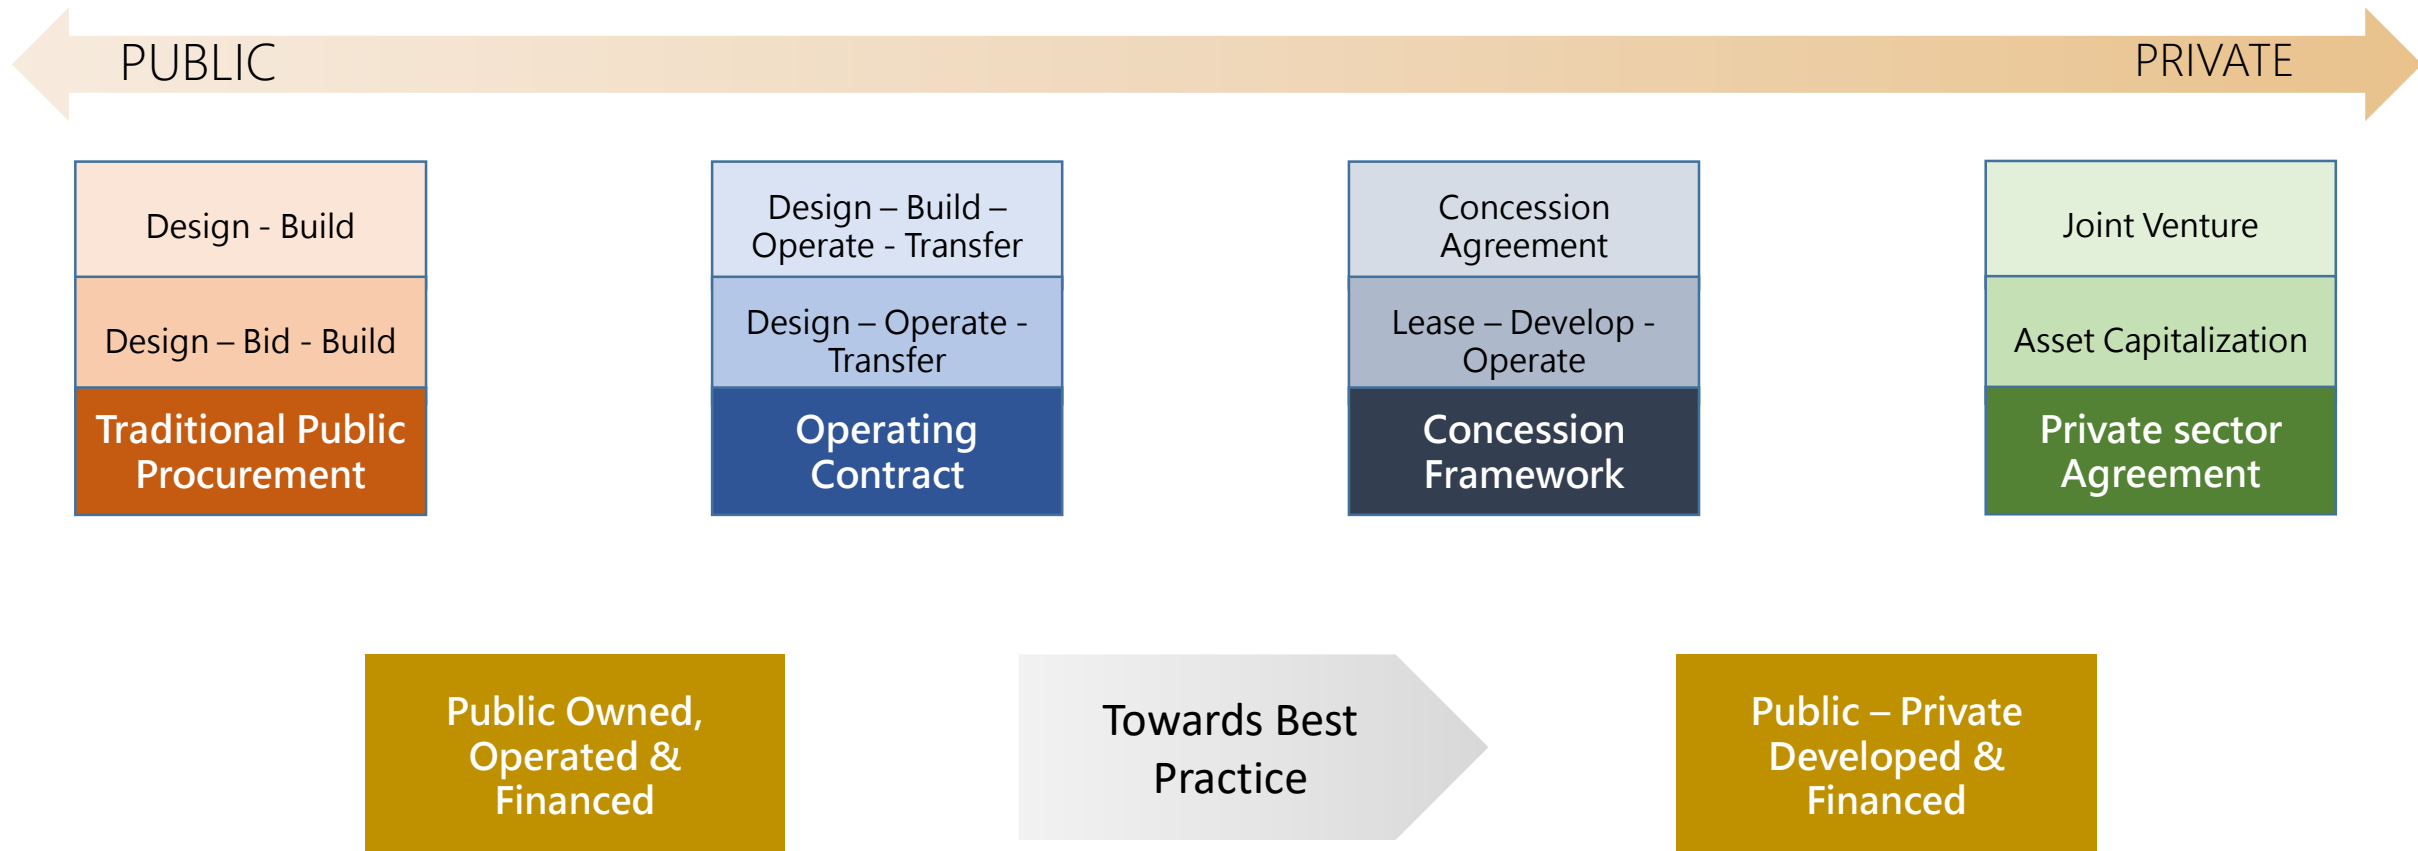 PUBLIC
PRIVATE
Design - Build
Design – Bid - Build
Traditional Public
Procurement
Design – Build –
Operate - Transfer
Design – Operate -
Transfer
Operating
Contract
Concession
Agreement
Lease – Develop -
Operate
Concession
Framework
Joint Venture
Asset Capitalization
Private sector
Agreement
Public Owned,
Operated &
Financed
Towards Best
Practice
Public – Private
Developed &
Financed